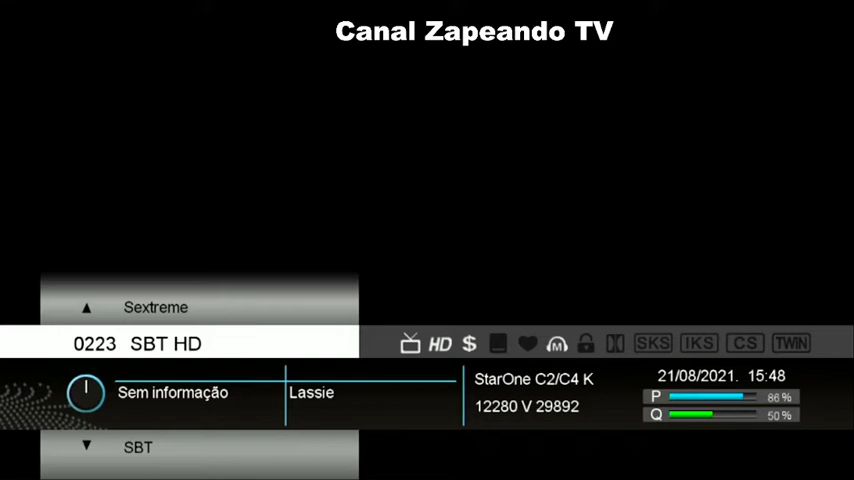 Canal Zapeando TV
Sextreme
0223 SBT HD HD $ M SKS IKS CS TWIN
Sem informação Lassie
StarOne C2/C4 K
12280 V 29892
21/08/2021. 15:48
P 86 %
Q 50 %
SBT